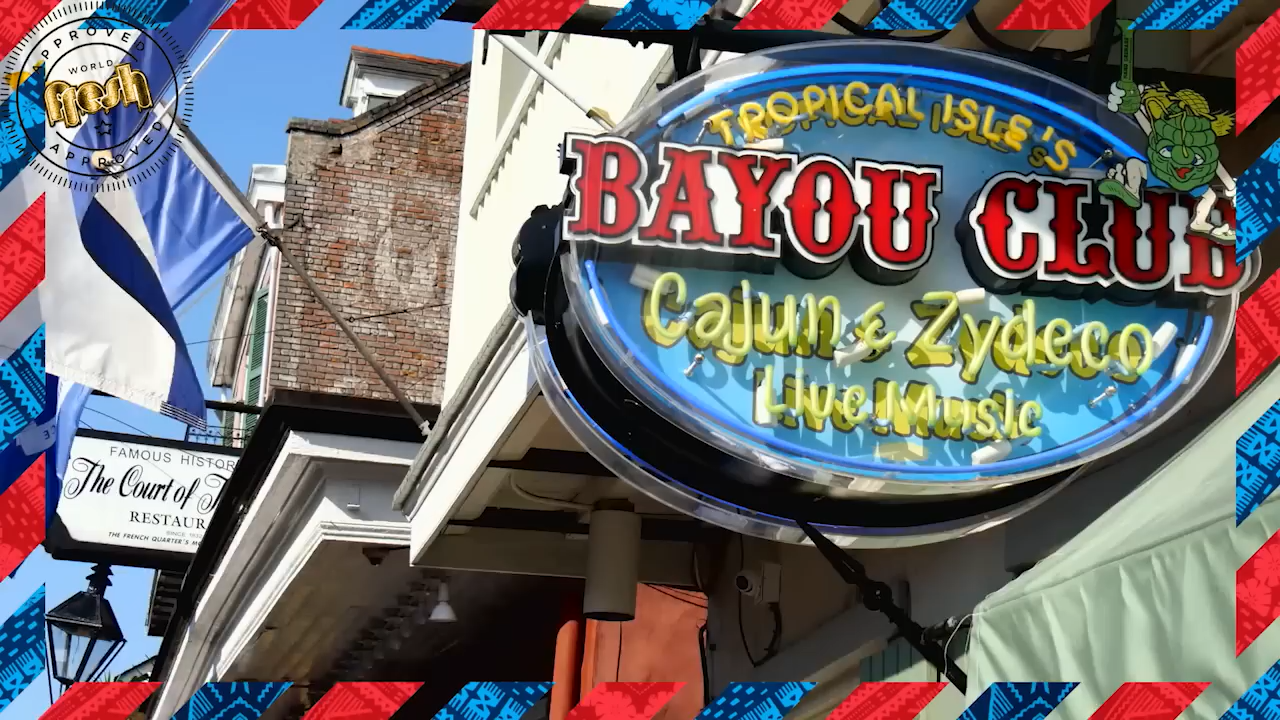 APPROVED
WORLD
fresh
APPROVED
TROPICAL ISLE'S
BAYOU CLUB
Cajun & Zydeco
Live Music
FAMOUS HISTOR
The Court of
RESTAUR
SINCE
THE FRENCH QUARTER'S